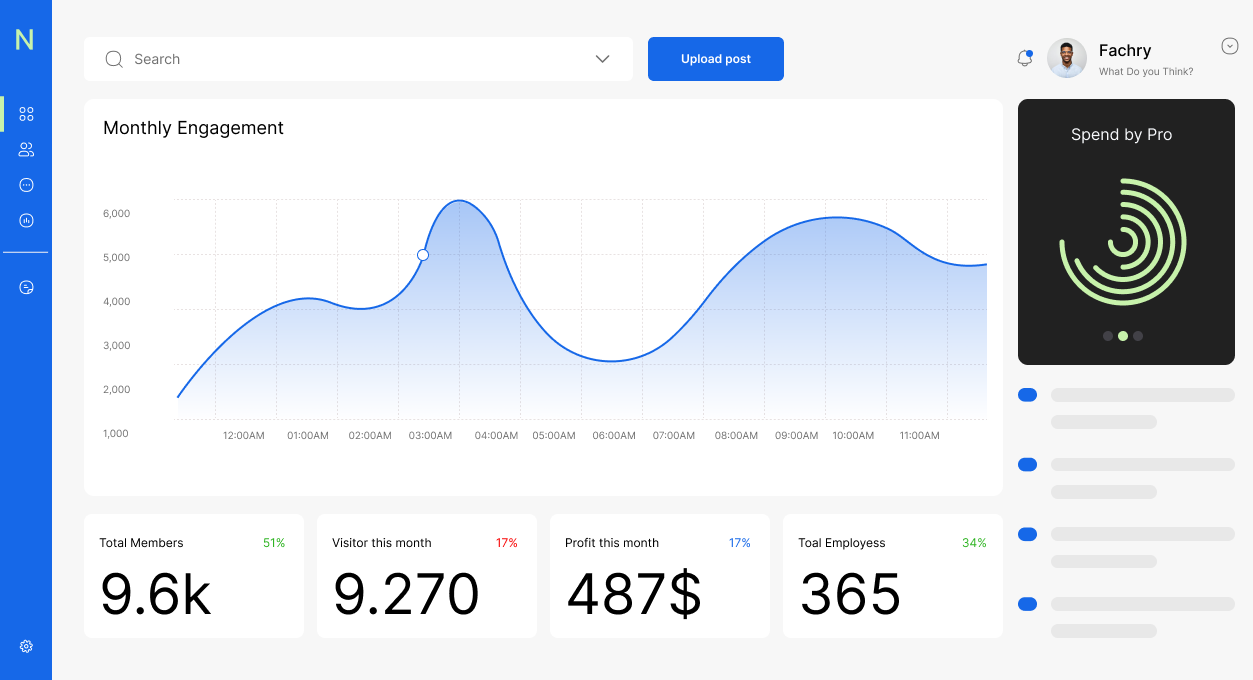 N
Search
Upload post
Fachry
What Do you Think?
Monthly Engagement
Spend by Pro
6,000
5,000
4,000
3,000
2,000
1,000
12:00AM 01:00AM 02:00AM 03:00AM 04:00AM 05:00AM 06:00AM 07:00AM 08:00AM 09:00AM 10:00AM 11:00AM
Total Members 51%
9.6k
Visitor this month 17%
9.270
Profit this month 17%
487$
Toal Employess 34%
365